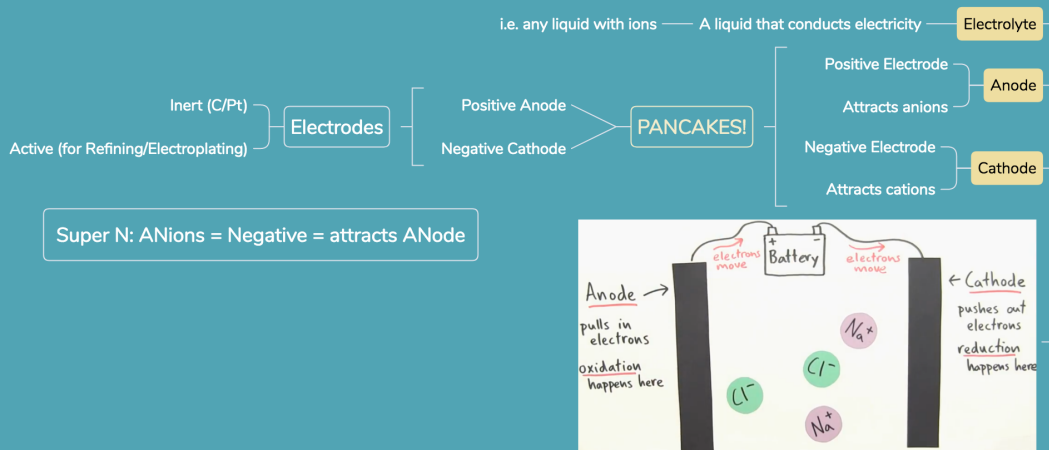 i.e. any liquid with ions
A liquid that conducts electricity
Electrolyte
Positive Electrode
Attracts anions
Anode
Negative Electrode
Attracts cations
Cathode
PANCAKES!
Positive Anode
Negative Cathode
Electrodes
Inert (C/Pt)
Active (for Refining/Electroplating)
Super N: ANions = Negative = attracts ANode
+ −
Battery
electrons
move
electrons
move
Anode
pulls in
electrons
oxidation
happens here
Cathode
pushes out
electrons
reduction
happens here
Na+
Cl−
Cl−
Na+